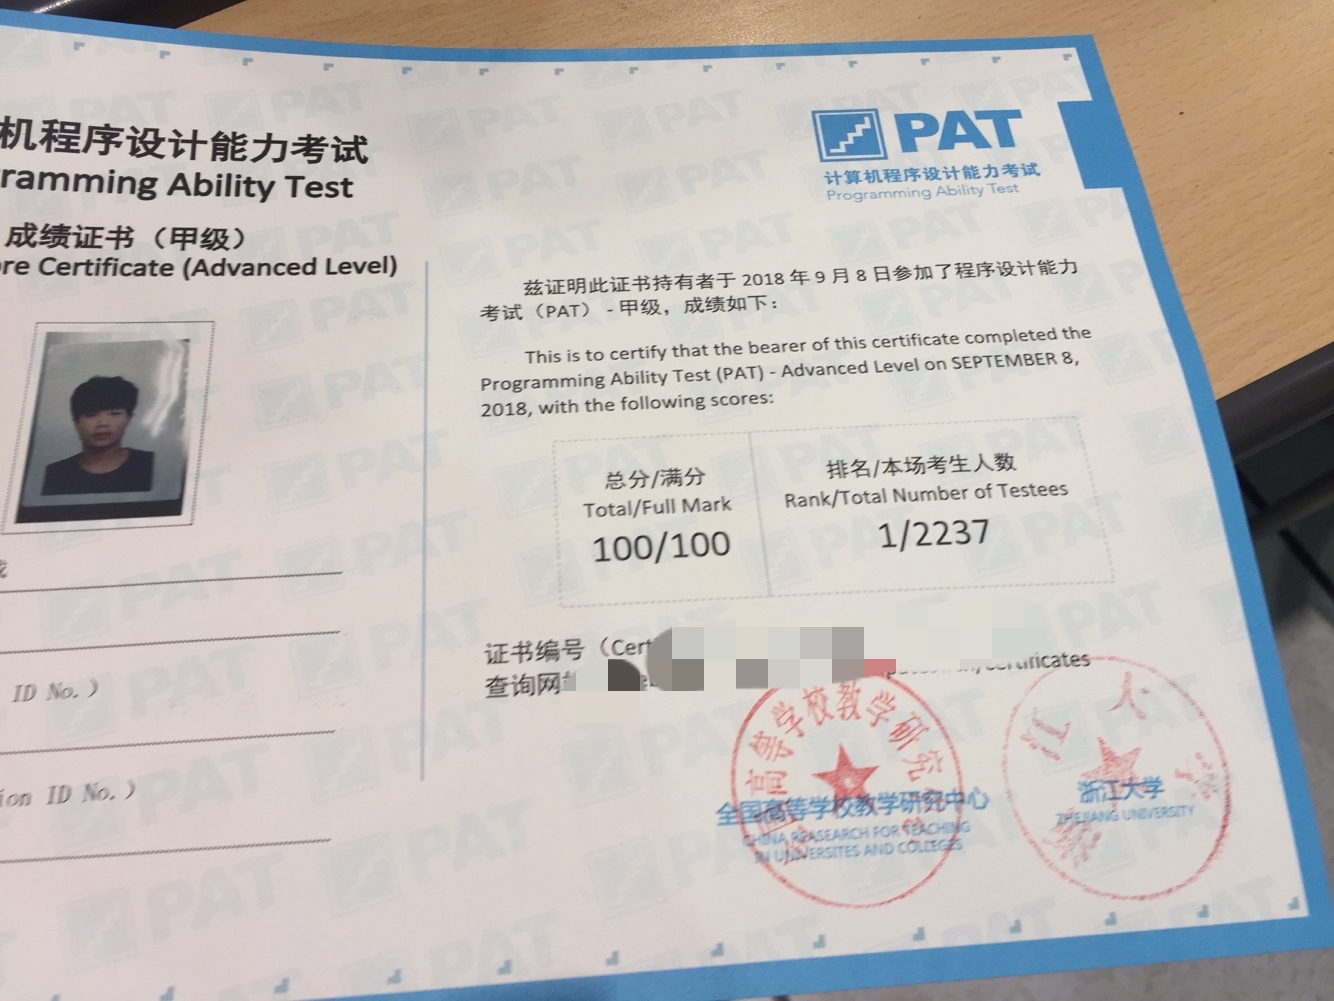 机程序设计能力考试
ramming Ability Test
成绩证书（甲级）
re Certificate (Advanced Level)
ID No.）
ion ID No.）
PAT
计算机程序设计能力考试
Programming Ability Test
兹证明此证书持有者于 2018 年 9 月 8 日参加了程序设计能力
考试（PAT） - 甲级，成绩如下：
This is to certify that the bearer of this certificate completed the
Programming Ability Test (PAT) - Advanced Level on SEPTEMBER 8,
2018, with the following scores:
总分/满分
Total/Full Mark
100/100
排名/本场考生人数
Rank/Total Number of Testees
1/2237
证书编号（Cert
查询网
certificates
高等学校教学研究
全国高等学校教学研究中心
CHINA REASEARCH FOR TEACHING
IN UNIVERSITES AND COLLEGES
江 大
浙江大学
ZHEJIANG UNIVERSITY